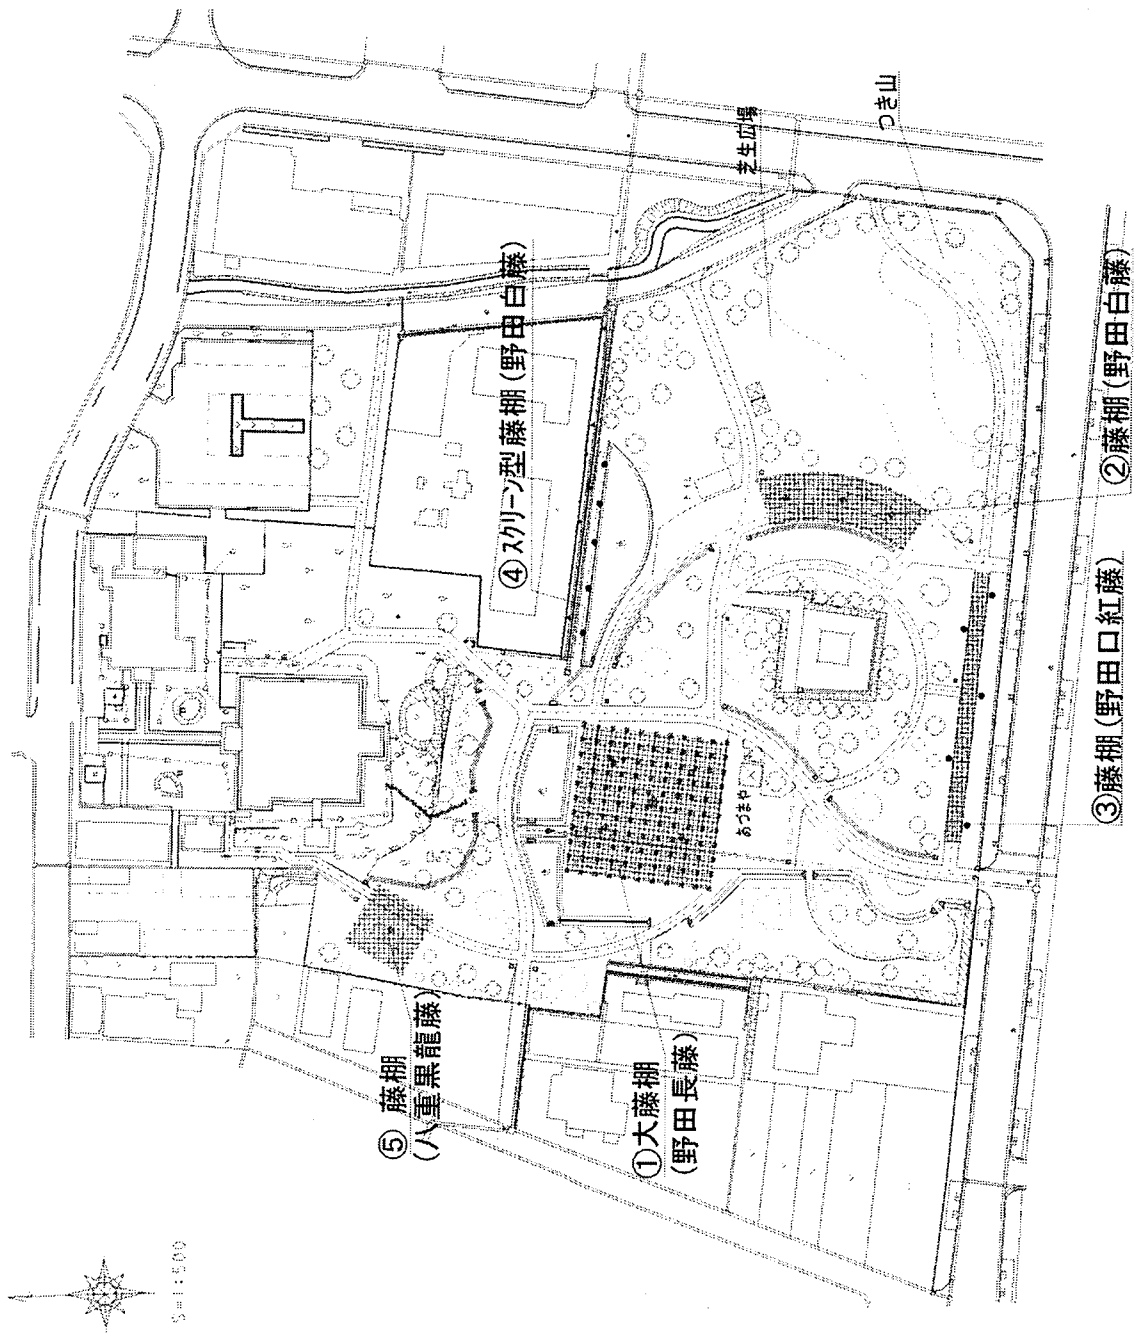 つき山
芝生広場
④スクリーン型藤棚(野田白藤)
②藤棚(野田白藤)
③藤棚(野田口紅藤)
あづまや
①大藤棚
(野田長藤)
⑤ 藤棚
(八重黒龍藤)
S=1:500